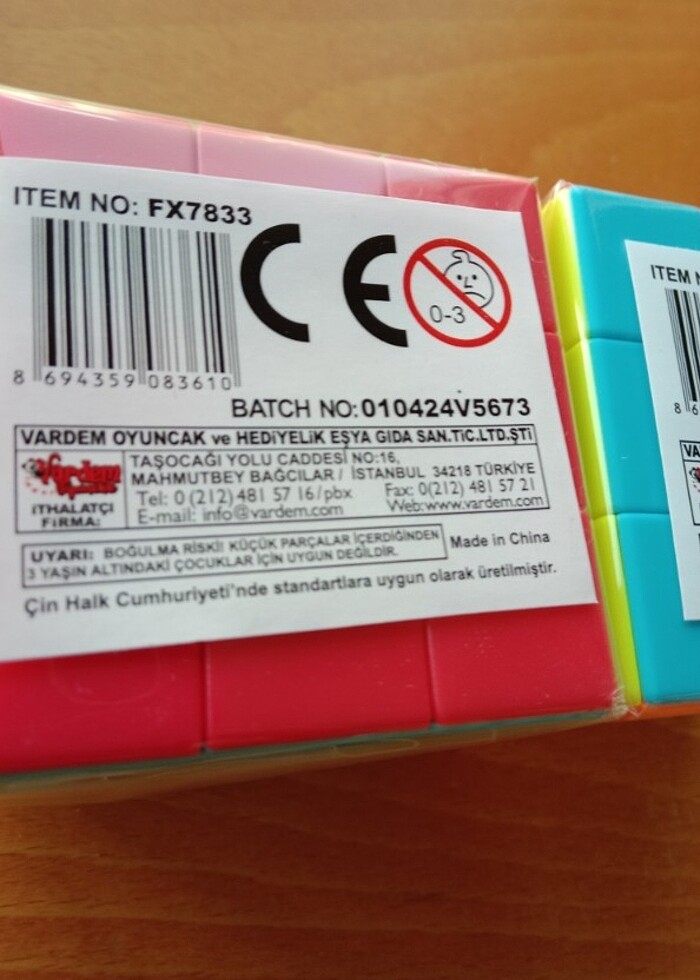 ITEM NO: FX7833
CE
0-3
8 694359 083610
BATCH NO:010424V5673
VARDEM OYUNCAK ve HEDİYELİK EŞYA GIDA SAN.TİC.LTD.ŞTİ
Vardem
İTHALATÇI
FİRMA:
TAŞOCAĞI YOLU CADDESİ NO:16,
MAHMUTBEY BAĞCILAR / İSTANBUL 34218 TÜRKİYE
Tel: 0 (212) 481 57 16/pbx Fax: 0(212) 481 57 21
E-mail: info@vardem.com Web:www.vardem.com
UYARI: BOĞULMA RİSKİ! KÜÇÜK PARÇALAR İÇERDİĞİNDEN
3 YAŞIN ALTINDAKİ ÇOCUKLAR İÇİN UYGUN DEĞİLDİR.
Made in China
Çin Halk Cumhuriyeti'nde standartlara uygun olarak üretilmiştir.
ITEM
8